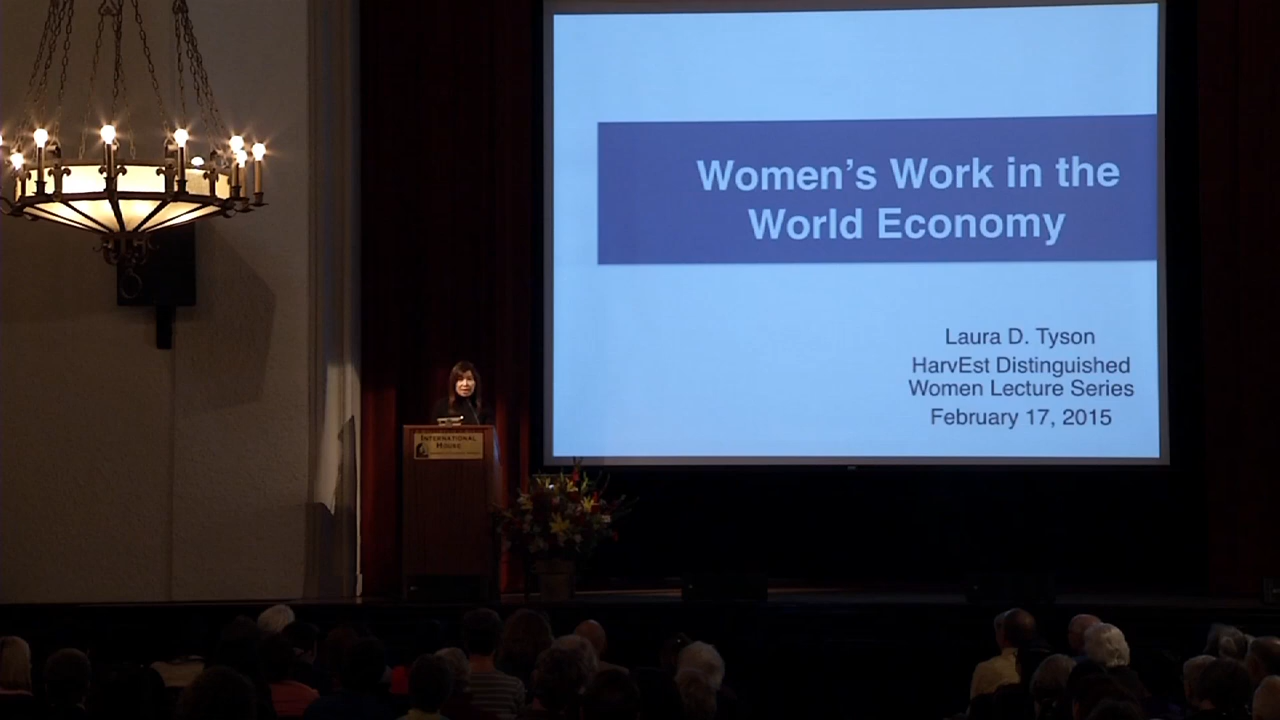 Women's Work in the
World Economy
Laura D. Tyson
HarvEst Distinguished
Women Lecture Series
February 17, 2015
INTERNATIONAL
HOUSE